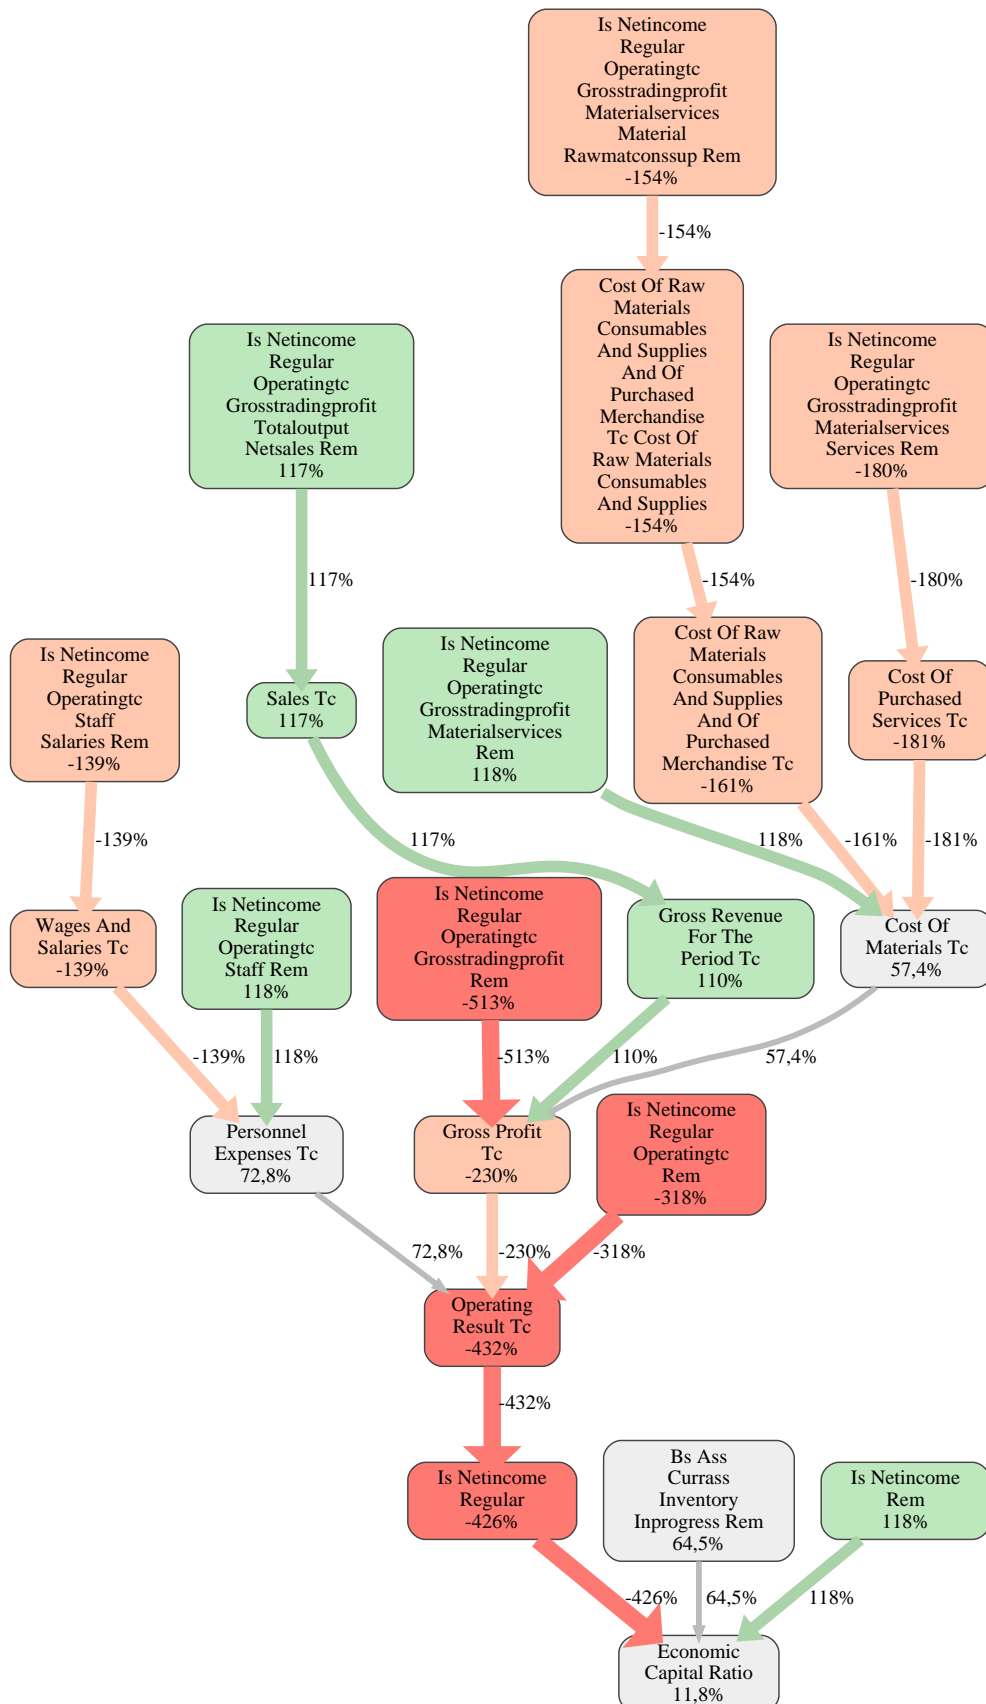 Is Netincome
Regular
Operatingtc
Grosstradingprofit
Materialservices
Material
Rawmatconssup Rem
-154%
-154%
Cost Of Raw
Materials
Consumables
And Supplies
And Of
Purchased
Merchandise
Tc Cost Of
Raw Materials
Consumables
And Supplies
-154%
Is Netincome
Regular
Operatingtc
Grosstradingprofit
Totaloutput
Netsales Rem
117%
Is Netincome
Regular
Operatingtc
Grosstradingprofit
Materialservices
Services Rem
-180%
117%
-154%
-180%
Is Netincome
Regular
Operatingtc
Staff
Salaries Rem
-139%
Sales Tc
117%
Is Netincome
Regular
Operatingtc
Grosstradingprofit
Materialservices
Rem
118%
Cost Of Raw
Materials
Consumables
And Supplies
And Of
Purchased
Merchandise Tc
-161%
Cost Of
Purchased
Services Tc
-181%
-139%
117%
118%
-161%
-181%
Wages And
Salaries Tc
-139%
Is Netincome
Regular
Operatingtc
Staff Rem
118%
Is Netincome
Regular
Operatingtc
Grosstradingprofit
Rem
-513%
Gross Revenue
For The
Period Tc
110%
Cost Of
Materials Tc
57,4%
-139%
118%
-513%
110%
57,4%
Personnel
Expenses Tc
72,8%
Gross Profit
Tc
-230%
Is Netincome
Regular
Operatingtc
Rem
-318%
72,8%
-230%
-318%
Operating
Result Tc
-432%
-432%
Is Netincome
Regular
-426%
Bs Ass
Currass
Inventory
Inprogress Rem
64,5%
Is Netincome
Rem
118%
-426%
64,5%
118%
Economic
Capital Ratio
11,8%